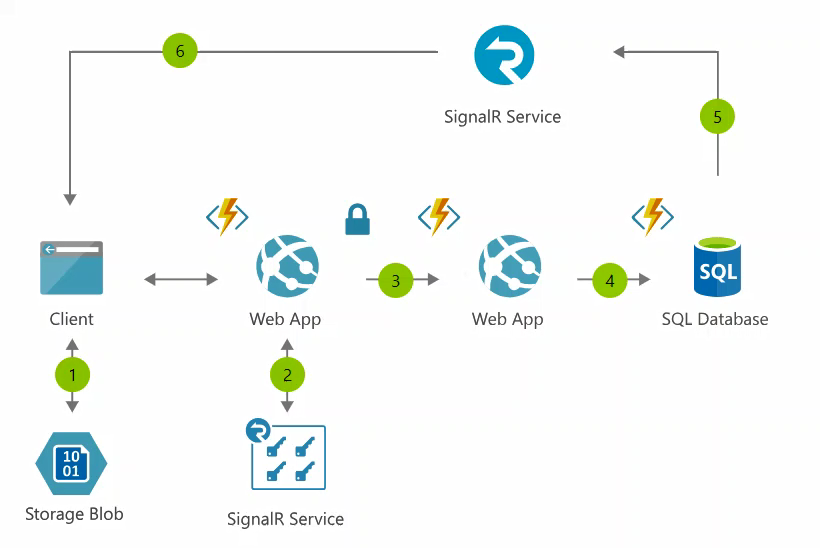 6
SignalR Service
5
Client
Web App
3
Web App
4
SQL
SQL Database
1
2
10
01
Storage Blob
SignalR Service